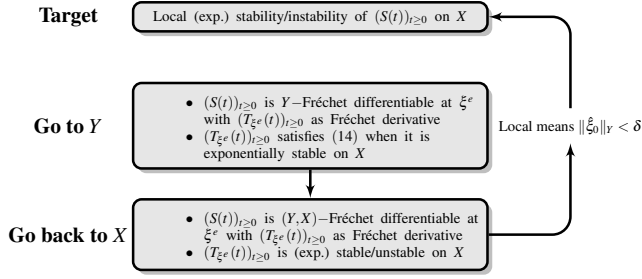 Target
Local (exp.) stability/instability of (S(t))_{t≥0} on X
Go to Y
• (S(t))_{t≥0} is Y−Fréchet differentiable at ξ^e
with (T_{ξ^e}(t))_{t≥0} as Fréchet derivative
• (T_{ξ^e}(t))_{t≥0} satisfies (14) when it is
exponentially stable on X
Local means ‖ξ̂_0‖_Y < δ
Go back to X
• (S(t))_{t≥0} is (Y,X)−Fréchet differentiable at
ξ^e with (T_{ξ^e}(t))_{t≥0} as Fréchet derivative
• (T_{ξ^e}(t))_{t≥0} is (exp.) stable/unstable on X